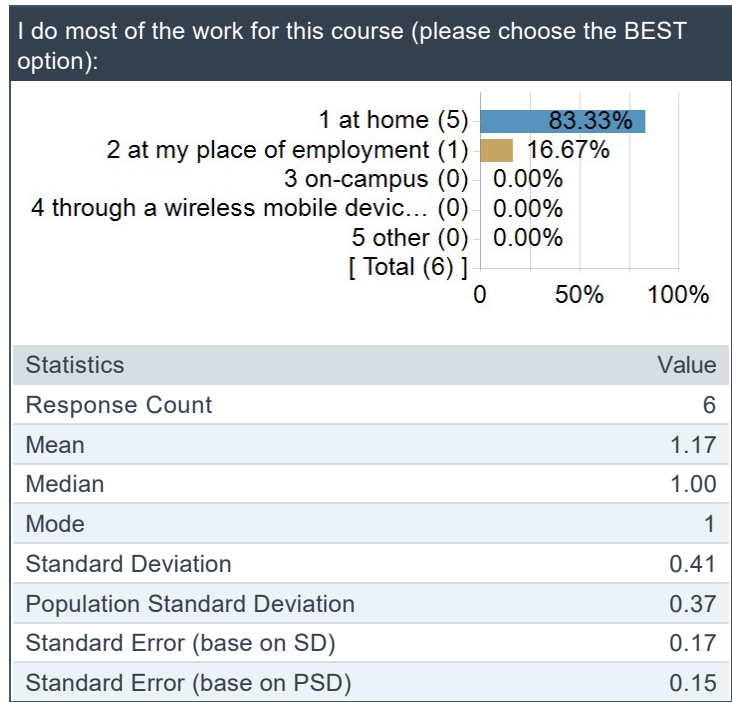 I do most of the work for this course (please choose the BEST
option):
1 at home (5) 83.33%
2 at my place of employment (1) 16.67%
3 on-campus (0) 0.00%
4 through a wireless mobile devic... (0) 0.00%
5 other (0) 0.00%
[ Total (6) ]
0 50% 100%
Statistics Value
Response Count 6
Mean 1.17
Median 1.00
Mode 1
Standard Deviation 0.41
Population Standard Deviation 0.37
Standard Error (base on SD) 0.17
Standard Error (base on PSD) 0.15